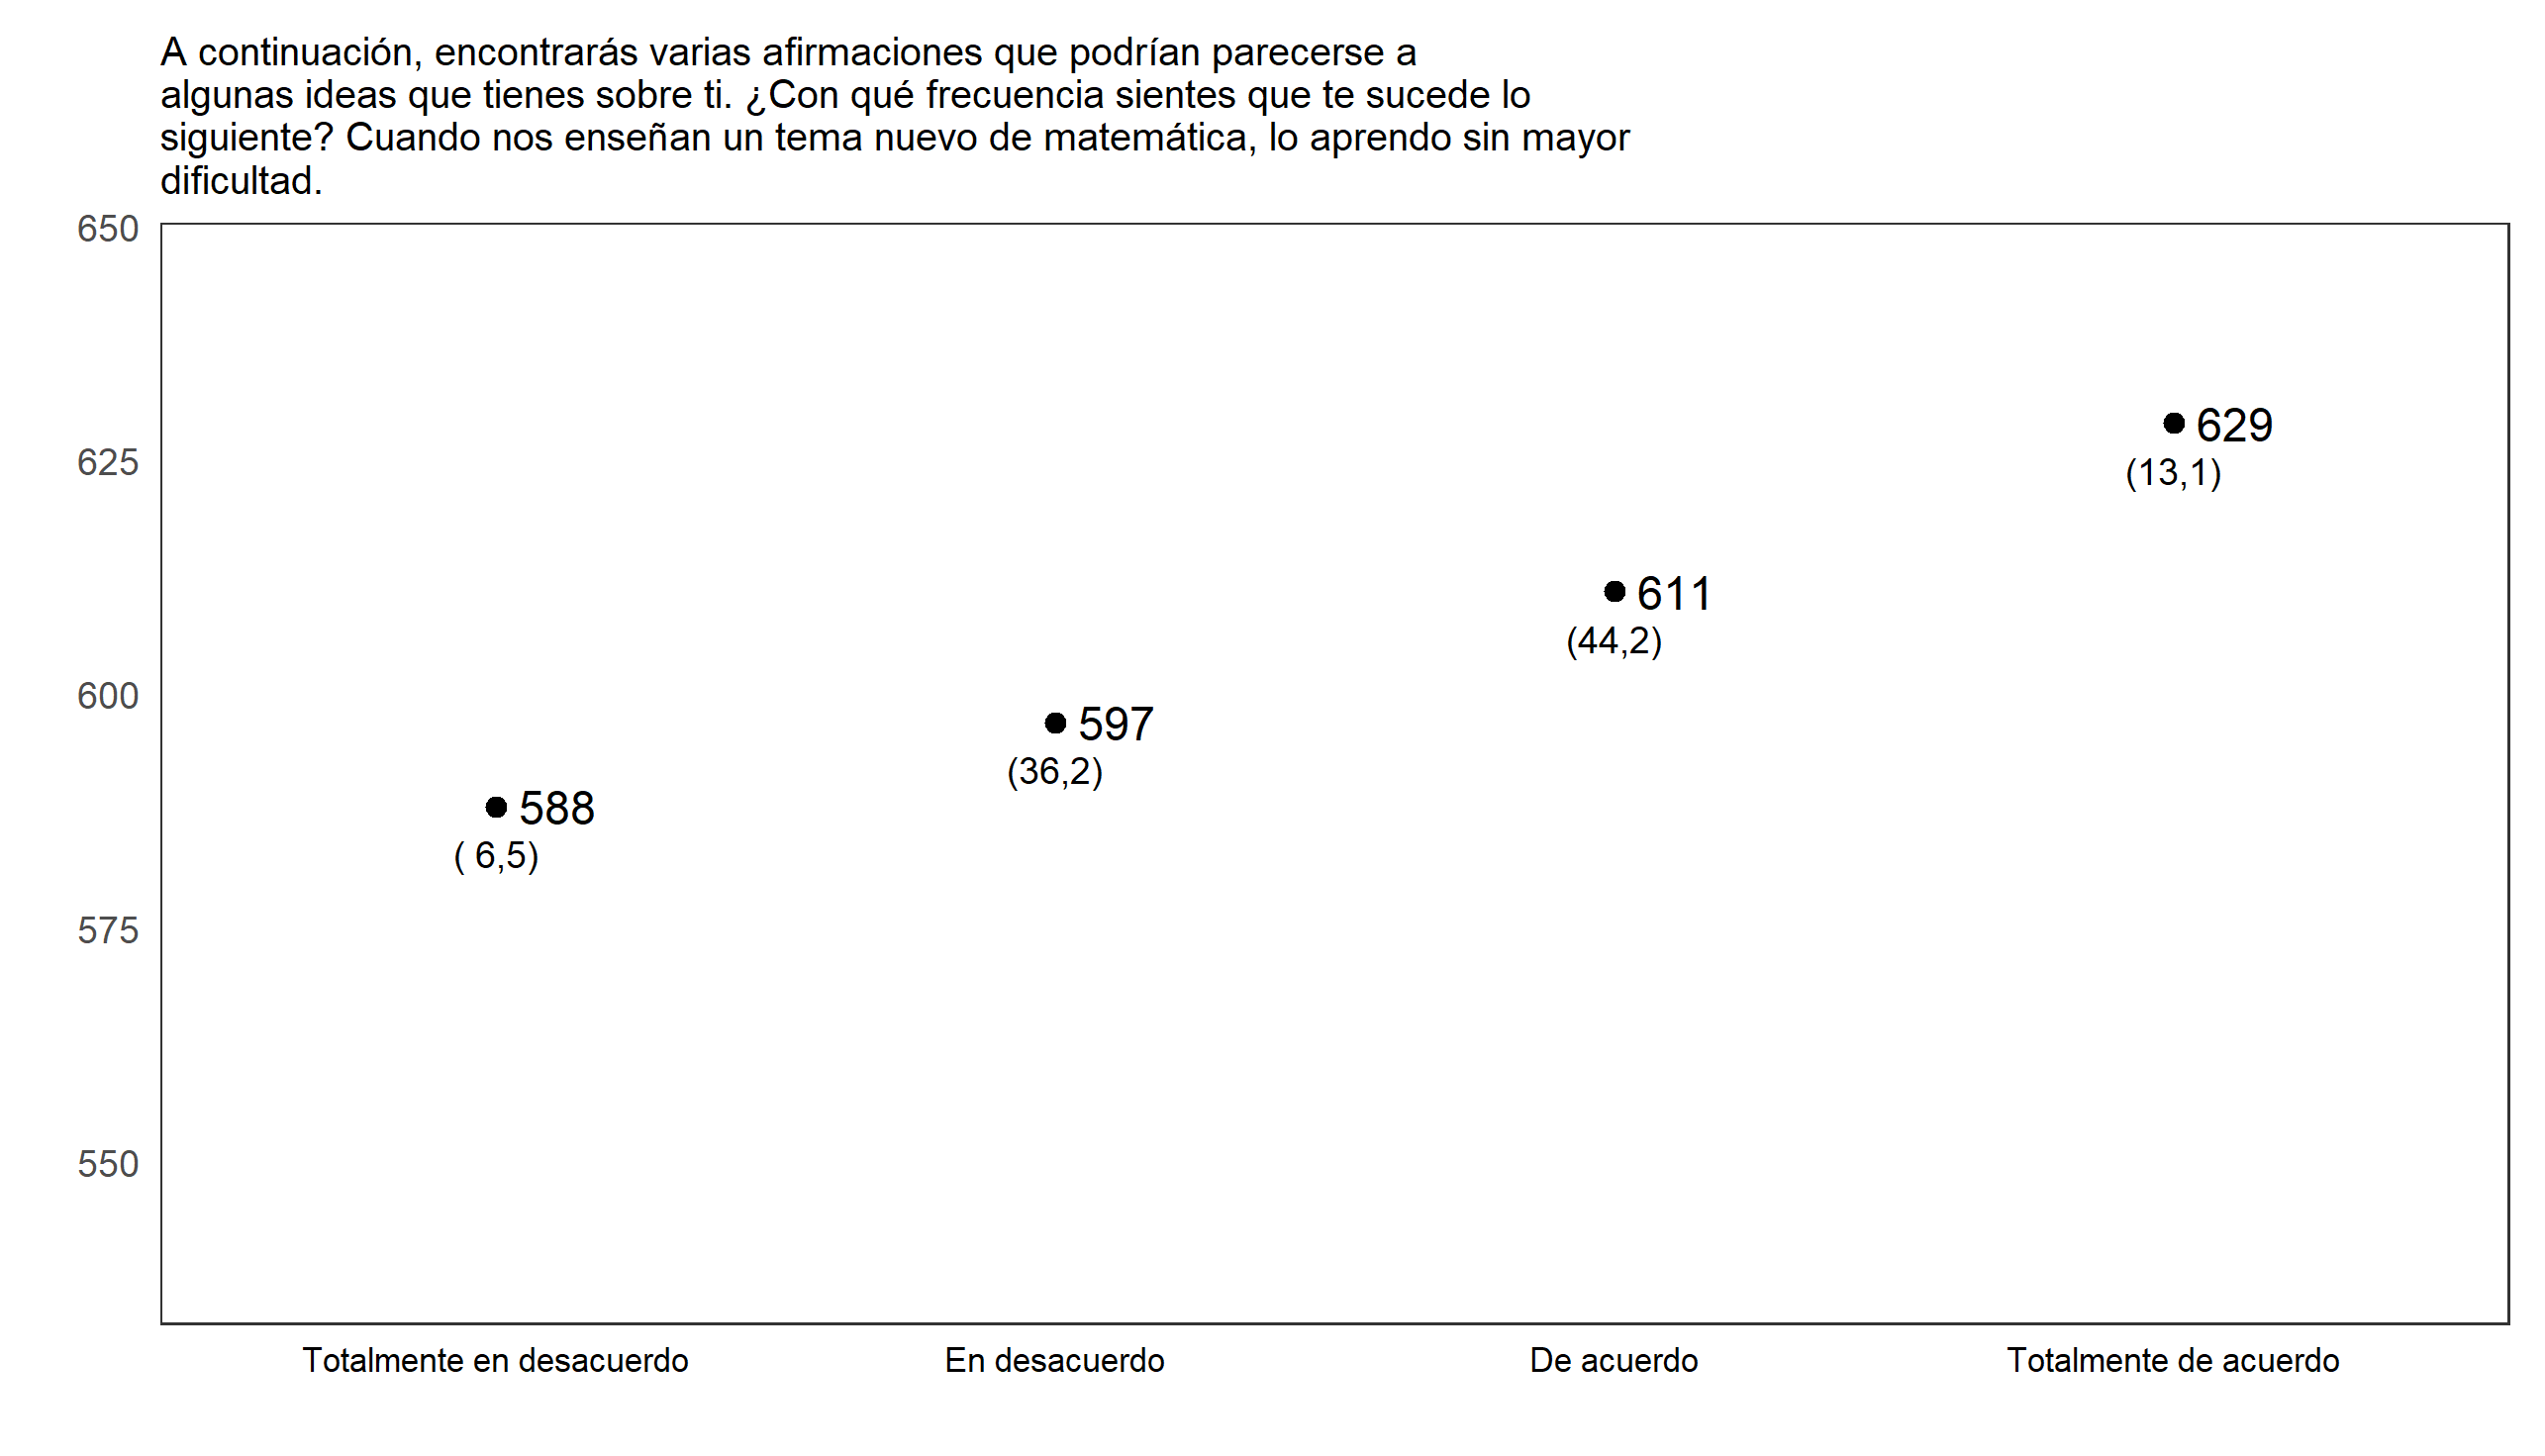 A continuación, encontrarás varias afirmaciones que podrían parecerse a
algunas ideas que tienes sobre ti. ¿Con qué frecuencia sientes que te sucede lo
siguiente? Cuando nos enseñan un tema nuevo de matemática, lo aprendo sin mayor
dificultad.
650
625
600
575
550
629
(13,1)
611
(44,2)
597
(36,2)
588
( 6,5)
Totalmente en desacuerdo
En desacuerdo
De acuerdo
Totalmente de acuerdo